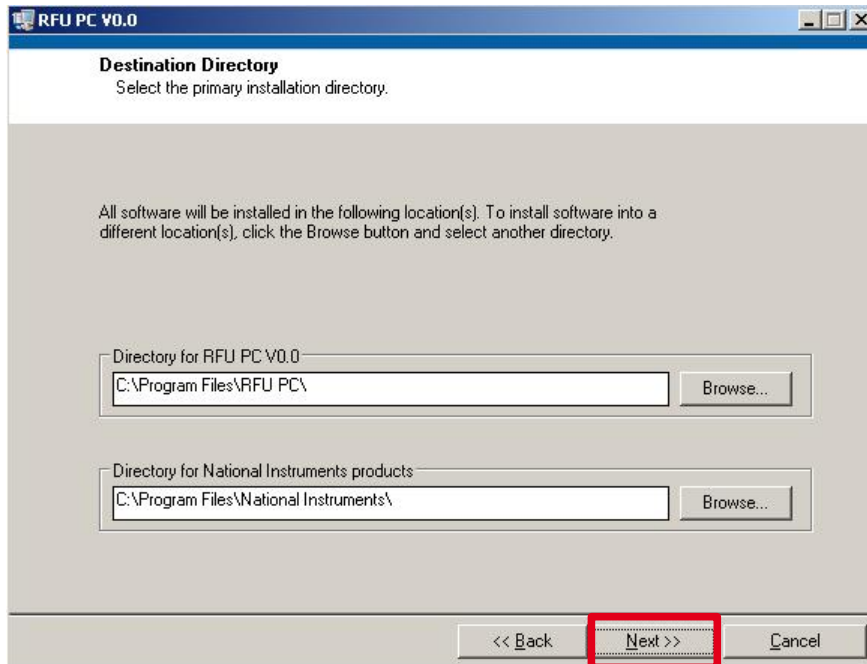 RFU PC V0.0
Destination Directory
Select the primary installation directory.
All software will be installed in the following location(s). To install software into a
different location(s), click the Browse button and select another directory.
Directory for RFU PC V0.0
C:\Program Files\RFU PC\
Browse...
Directory for National Instruments products
C:\Program Files\National Instruments\
Browse...
<< Back
Next >>
Cancel